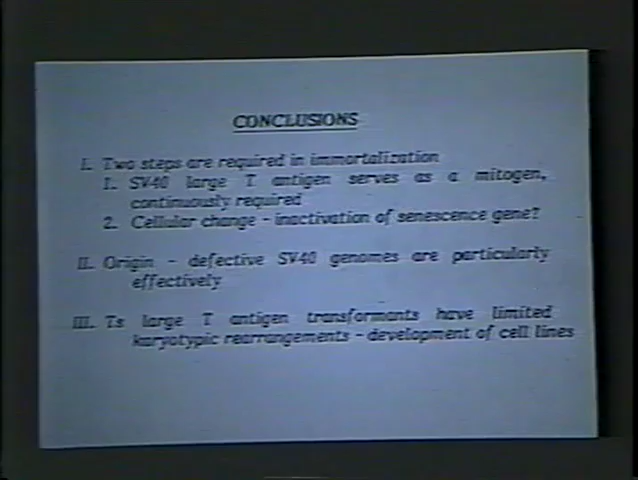 CONCLUSIONS
I. Two steps are required in immortalization
1. SV40 large T antigen serves as a mitogen,
continuously required
2. Cellular change - inactivation of senescence gene?
II. Origin - defective SV40 genomes are particularly
effectively
III. Ts large T antigen transformants have limited
karyotypic rearrangements - development of cell lines